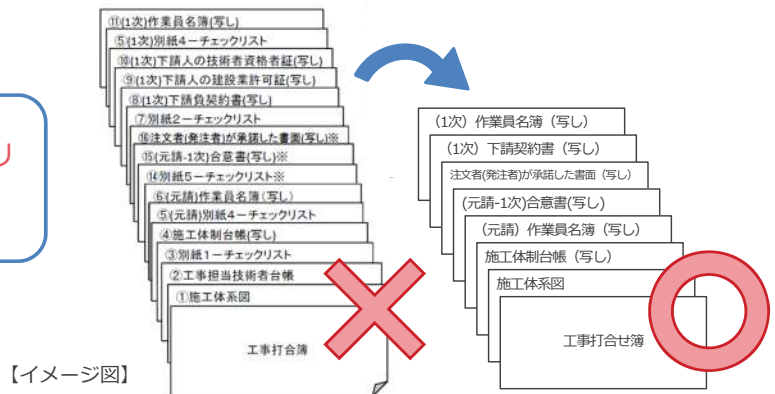 ⑪(1次)作業員名簿(写し)
⑤(1次)別紙4ーチェックリスト
⑩(1次)下請人の技術者資格者証(写し)
⑨(1次)下請人の建設業許可証(写し)
⑧(1次)下請負契約書(写し)
⑦別紙2ーチェックリスト
⑯注文者(発注者)が承諾した書面(写し)※
⑮(元請-1次)合意書(写し)※
⑭別紙5ーチェックリスト※
⑥(元請)作業員名簿(写し)
⑤(元請)別紙4ーチェックリスト
④施工体制台帳(写し)
③別紙1ーチェックリスト
②工事担当技術者台帳
①施工体系図
工事打合簿
り
(1次)作業員名簿(写し)
(1次)下請契約書(写し)
注文者(発注者)が承諾した書面(写し)
(元請-1次)合意書(写し)
(元請)作業員名簿(写し)
施工体制台帳(写し)
施工体系図
工事打合せ簿
【イメージ図】